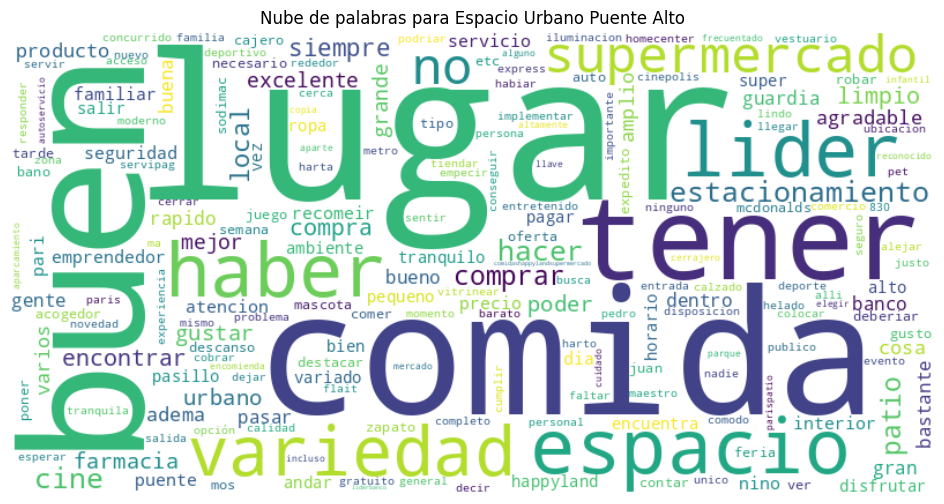 Nube de palabras para Espacio Urbano Puente Alto
concurrido familia cajero siempre servicio podriar iluminacion homecenter frecuentado vestuario
producto nuevo deportivo necesario rededor etc alguno supermercado
servir acceso buena excelente express auto cinepolis super robar infantil
familiar sodimac cerca no habiar grande amplio guardia limpio
responder autoservicio salir copia ropa tipo implementar importante lindo agradable
moderno altamente persona llegar ubicacion
buen lugar lider
tarde zona servipag seguridad local vez aparte metro tiendar conseguir expedito reconocido
bano harta empecir llave pet
cerrar juego recomeir sentir entretenido ninguno mcdonalds comercio 830 estacionamiento
rapido semana compra pagar tener
aparcamiento pari emprendedor ma mejor haber ambiente tranquilo oferta hacer seguro alejar
comidashappylandsupermercado cerrajero justo
gente paris experiencia atencion mascota bueno comprar busca entrada calzado deporte alto
acogedor novedad mismo problema comer pequeno vitrinear precio poder dentro disposicion helado alli elegir banco
momento barato pedro horario colocar deberiar
varios gustar descanso bien comida dia harto publico gusto
encontrar cobrar destacar nadie parque evento cosa
poner encomienda dejar variado mercado cumplir cuidado juan
tranquila pasillo flait faltar maestro parispatio
urbano adema pasar zapato completo personal encuentra comodo interior patio bastante
salida opción calidad variedad espacio feria
esperar farmacia incluso gran
cine puente mos andar gratuito general decir happyland contar unico nino ver disfrutar
liderbanco